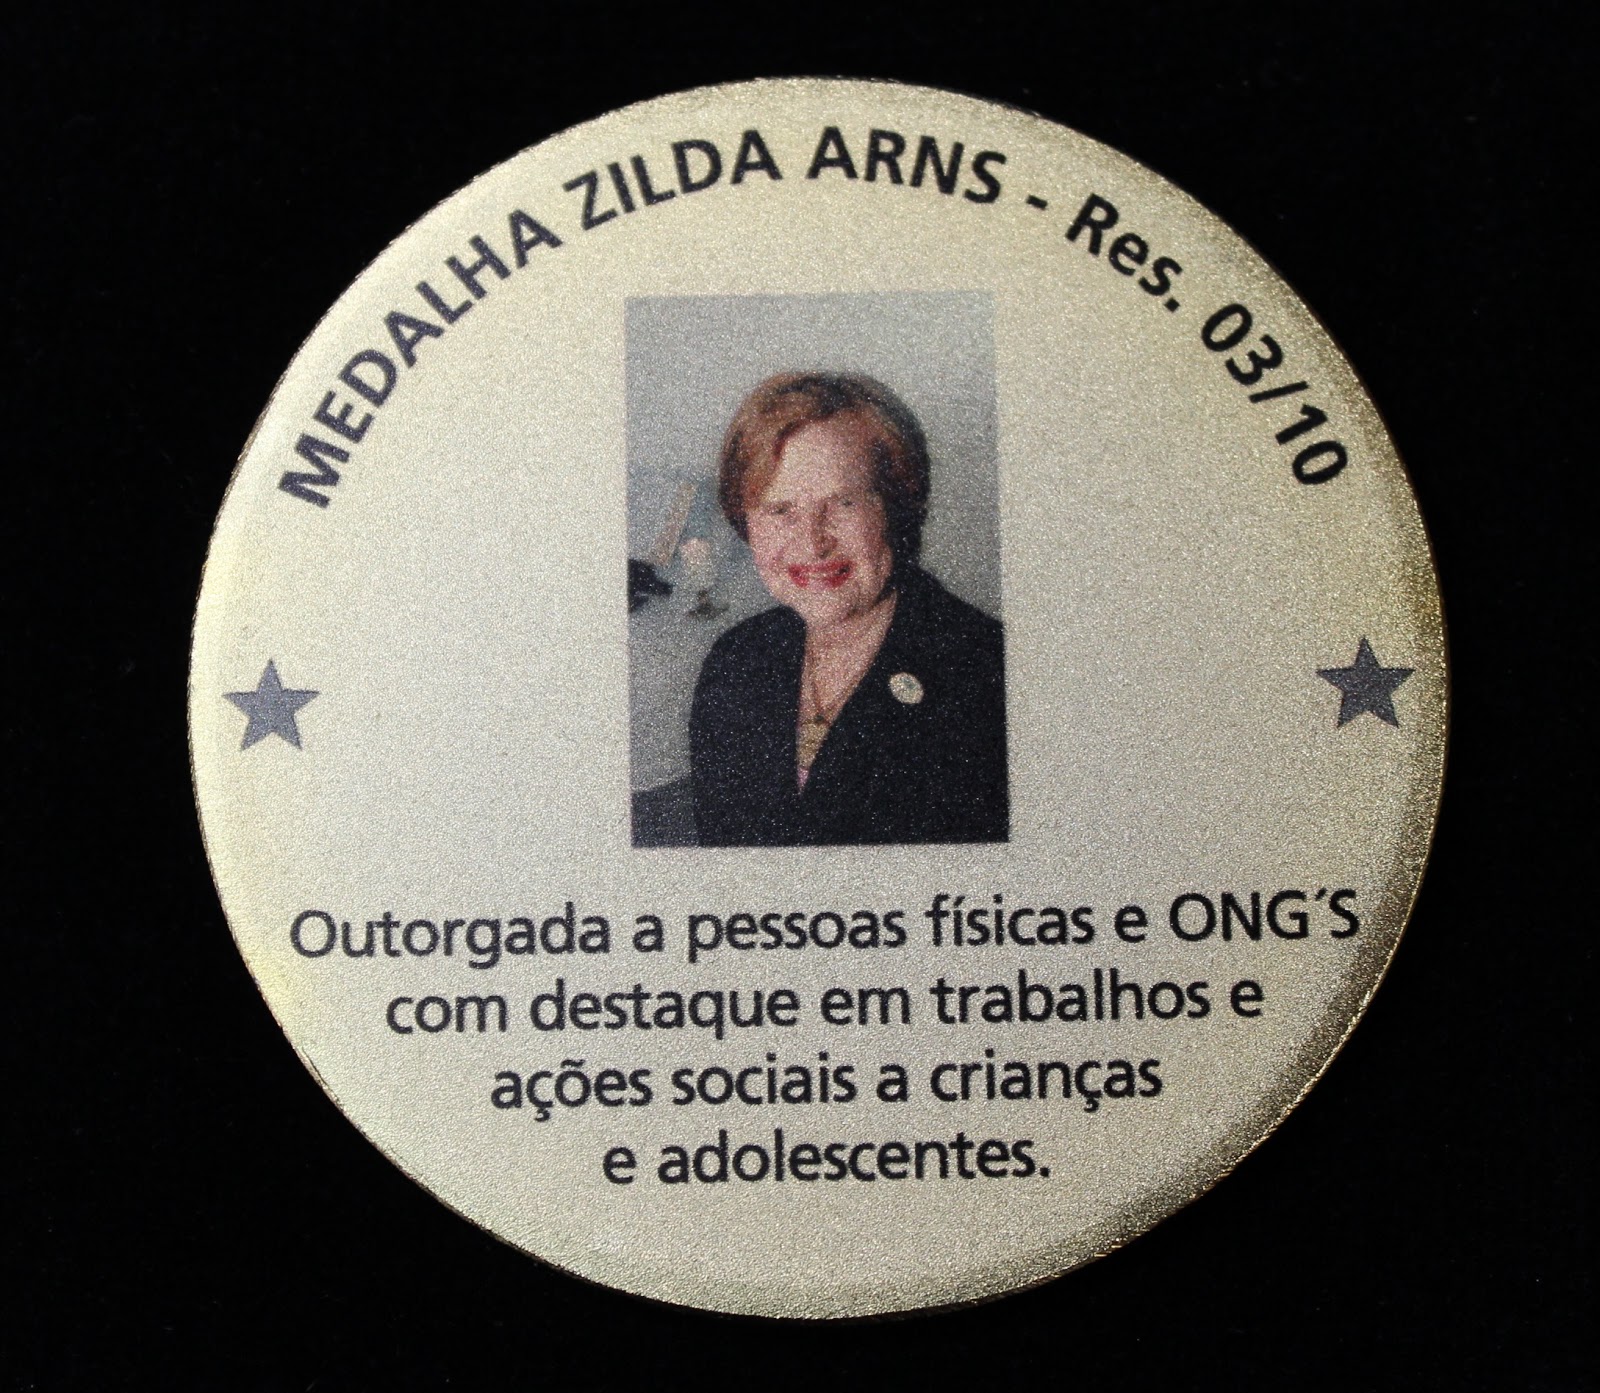 MEDALHA ZILDA ARNS - Res. 03/10
Outorgada a pessoas físicas e ONG´S
com destaque em trabalhos e
ações sociais a crianças
e adolescentes.